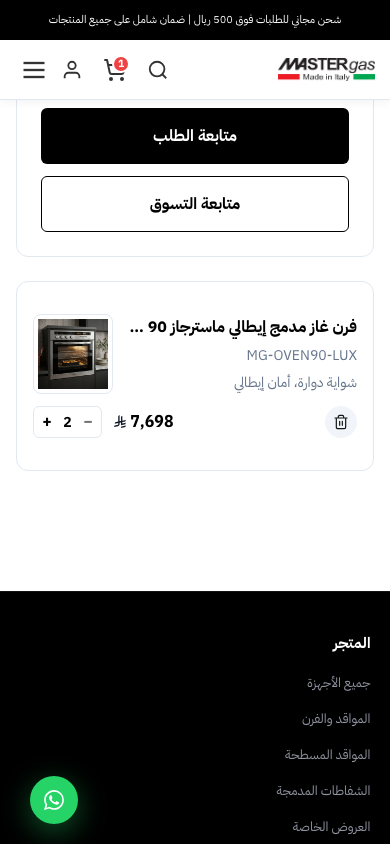 شحن مجاني للطلبات فوق 500 ريال | ضمان شامل على جميع المنتجات
MASTERgas
Made in Italy
1
متابعة الطلب
متابعة التسوق
فرن غاز مدمج إيطالي ماسترجاز 90 ...
MG-OVEN90-LUX
شواية دوارة، أمان إيطالي
7,698
+ 2 −
المتجر
جميع الأجهزة
المواقد والفرن
المواقد المسطحة
الشفاطات المدمجة
العروض الخاصة